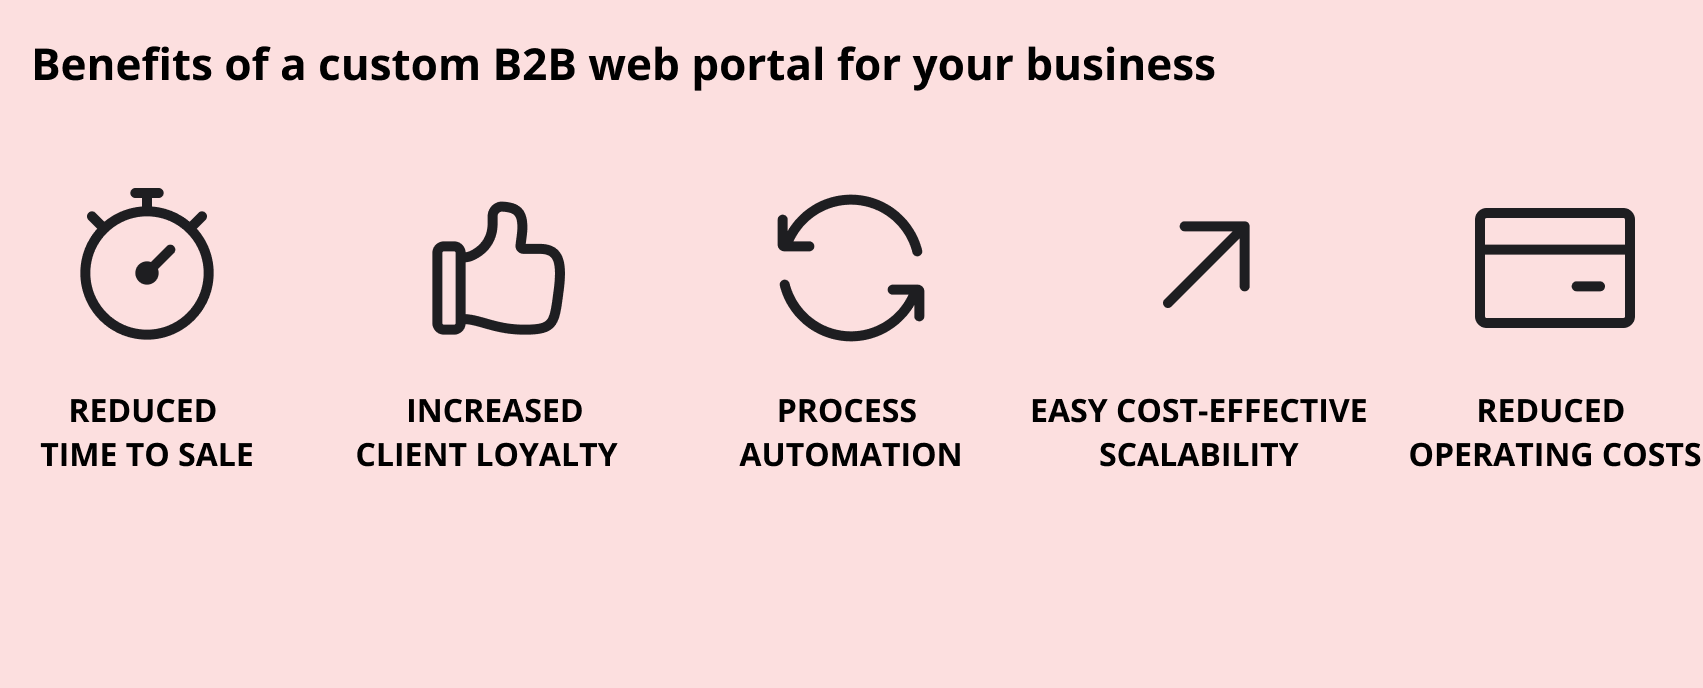 Benefits of a custom B2B web portal for your business
REDUCED
TIME TO SALE
INCREASED
CLIENT LOYALTY
PROCESS
AUTOMATION
EASY COST-EFFECTIVE
SCALABILITY
REDUCED
OPERATING COSTS